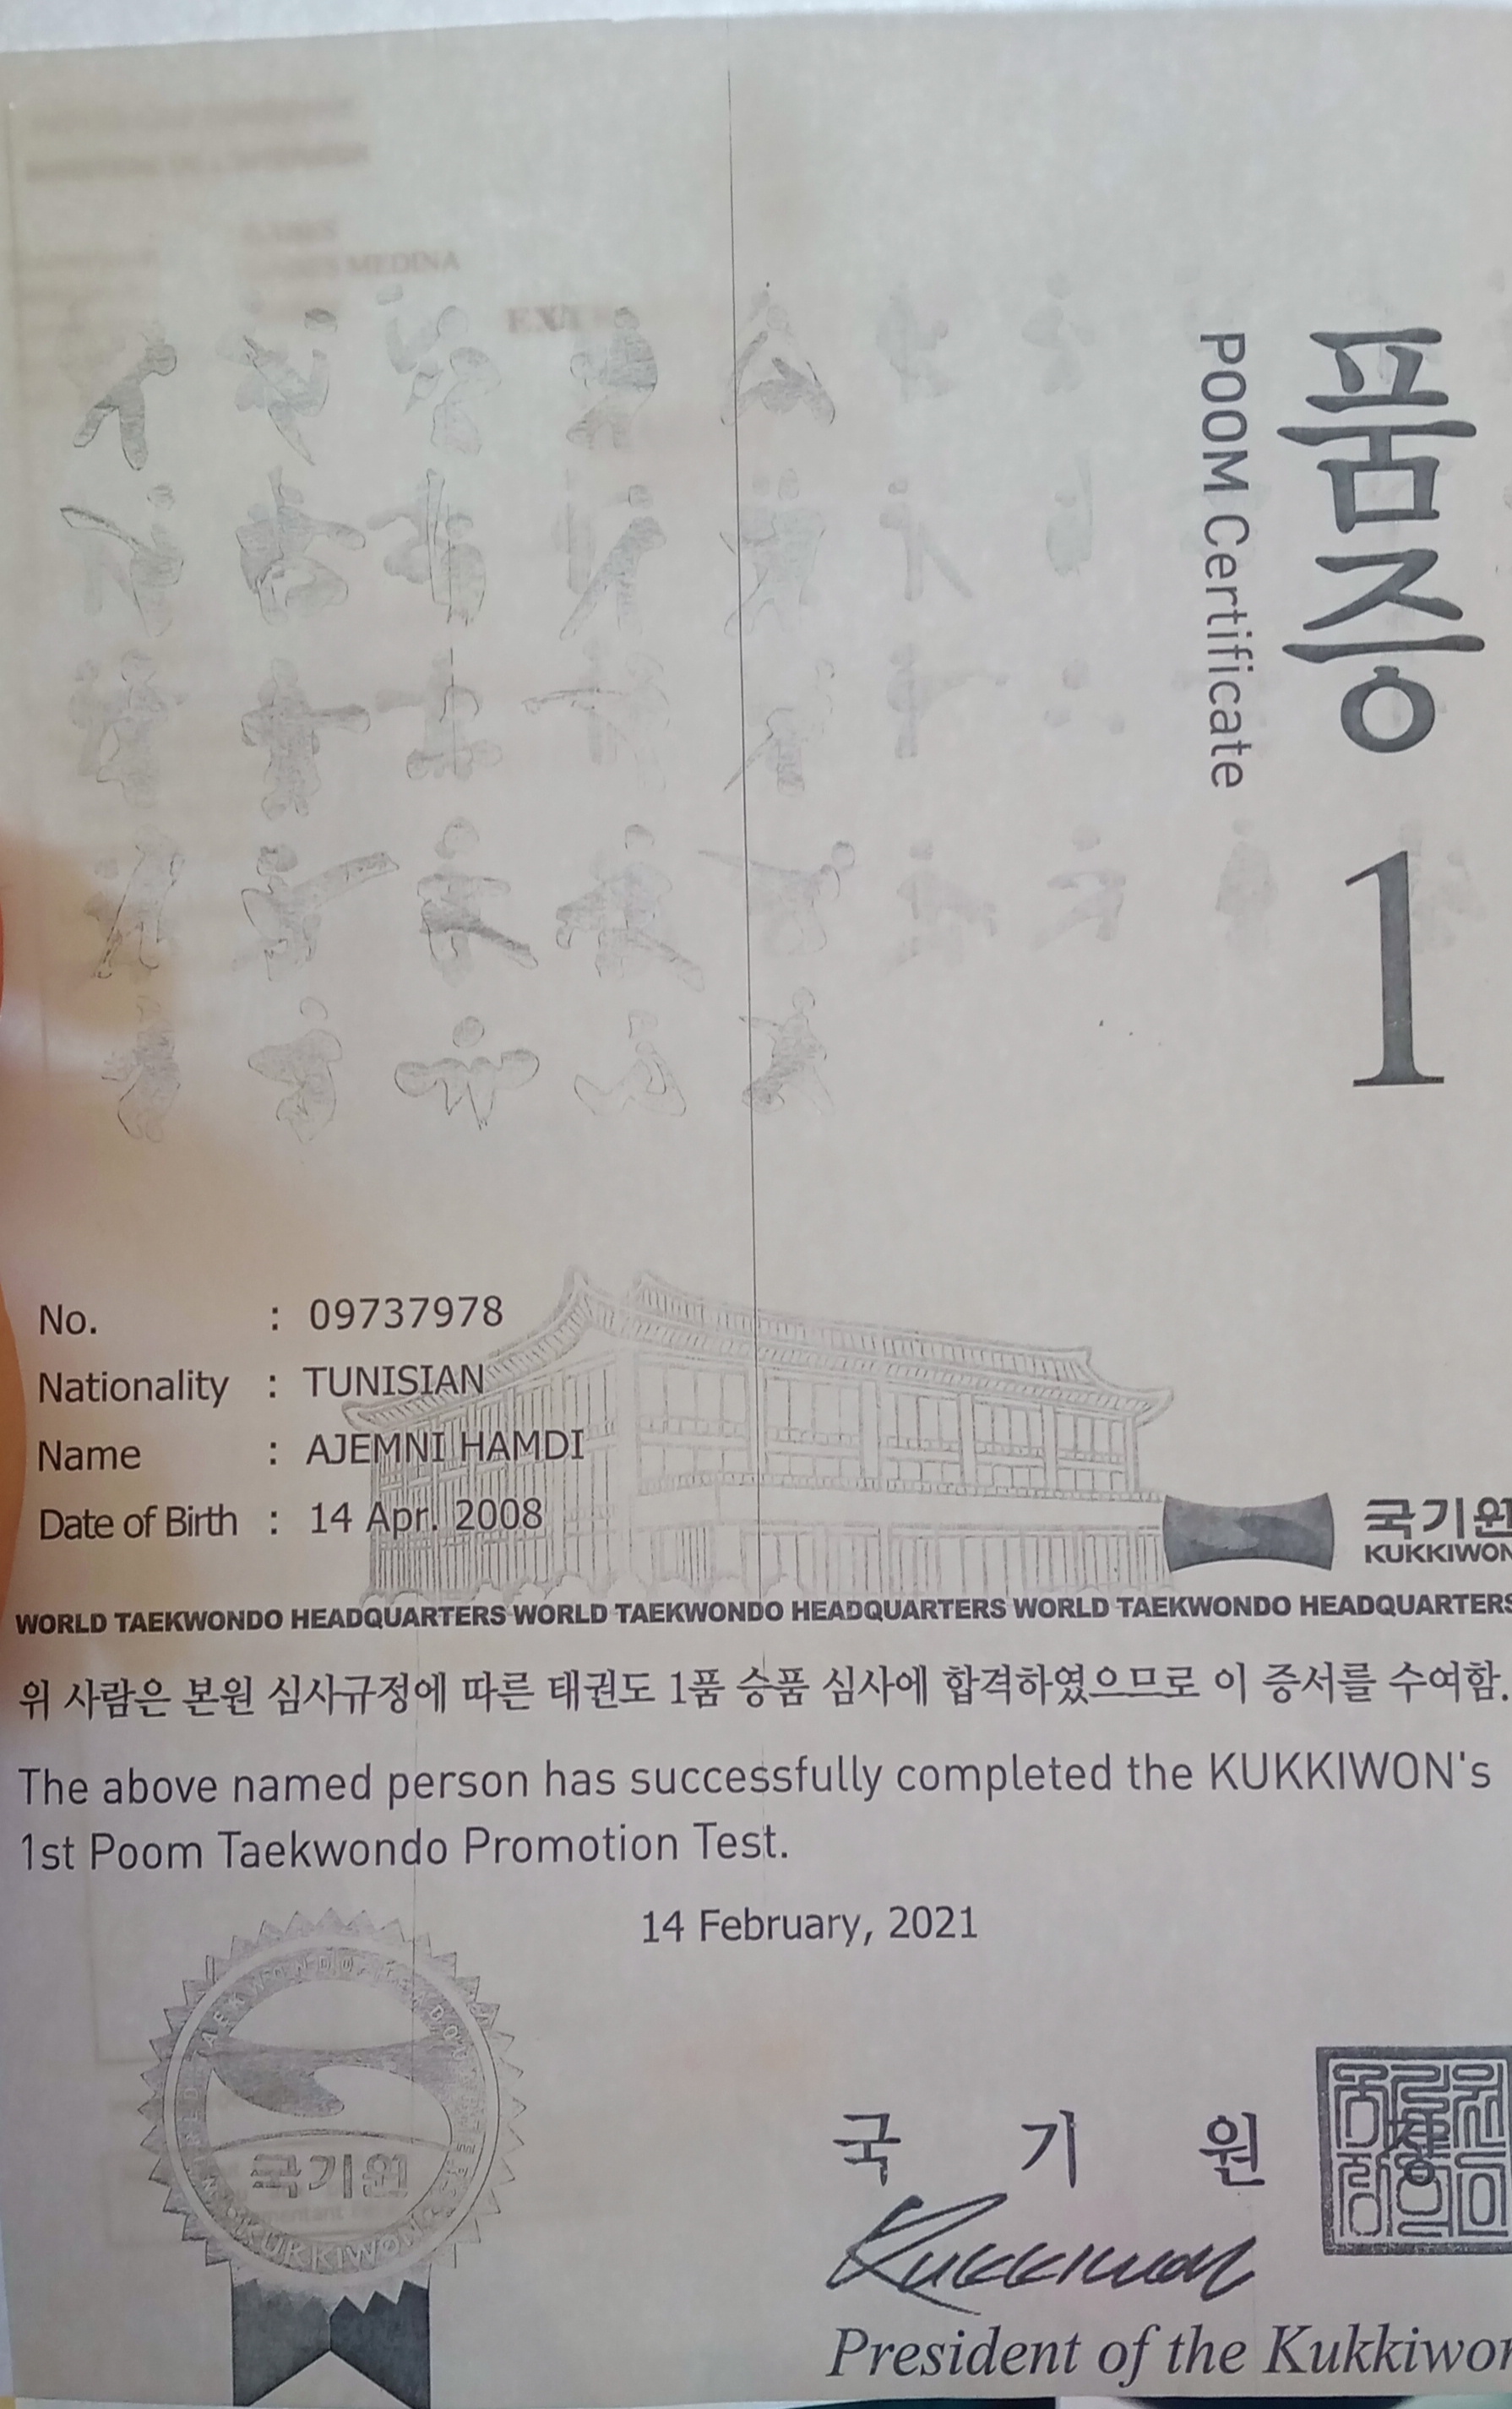 MEDINA
품증 1
POOM Certificate
No. : 09737978
Nationality : TUNISIAN
Name : AJEMNI HAMDI
Date of Birth : 14 Apr. 2008
국기원
KUKKIWON
WORLD TAEKWONDO HEADQUARTERS WORLD TAEKWONDO HEADQUARTERS WORLD TAEKWONDO HEADQUARTERS
위 사람은 본원 심사규정에 따른 태권도 1품 승품 심사에 합격하였으므로 이 증서를 수여함.
The above named person has successfully completed the KUKKIWON's
1st Poom Taekwondo Promotion Test.
14 February, 2021
국기원
KUKKIWON
국 기 원 장
Kukkiwon
President of the Kukkiwon